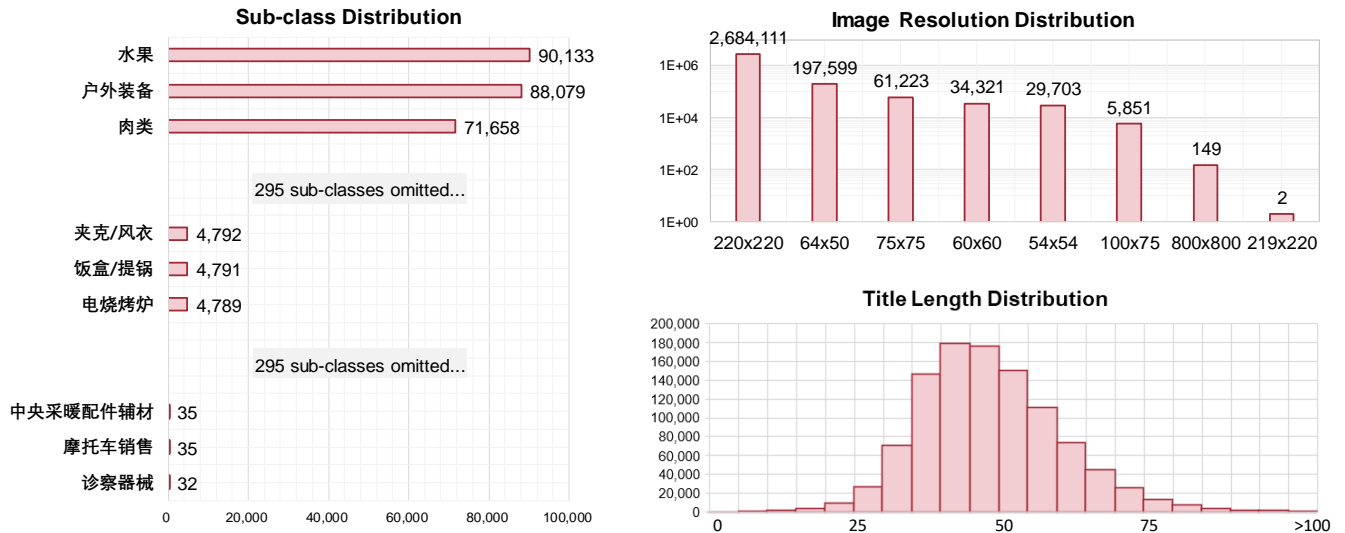 Sub-class Distribution
水果
90,133
户外装备
88,079
肉类
71,658
295 sub-classes omitted...
夹克/风衣
4,792
饭盒/提锅
4,791
电烧烤炉
4,789
295 sub-classes omitted...
中央采暖配件辅材
35
摩托车销售
35
诊察器械
32
0 20,000 40,000 60,000 80,000 100,000
Image Resolution Distribution
2,684,111
197,599
61,223
34,321
29,703
5,851
149
2
1E+06
1E+04
1E+02
1E+00
220x220 64x50 75x75 60x60 54x54 100x75 800x800 219x220
Title Length Distribution
200,000
180,000
160,000
140,000
120,000
100,000
80,000
60,000
40,000
20,000
0
0 25 50 75 >100